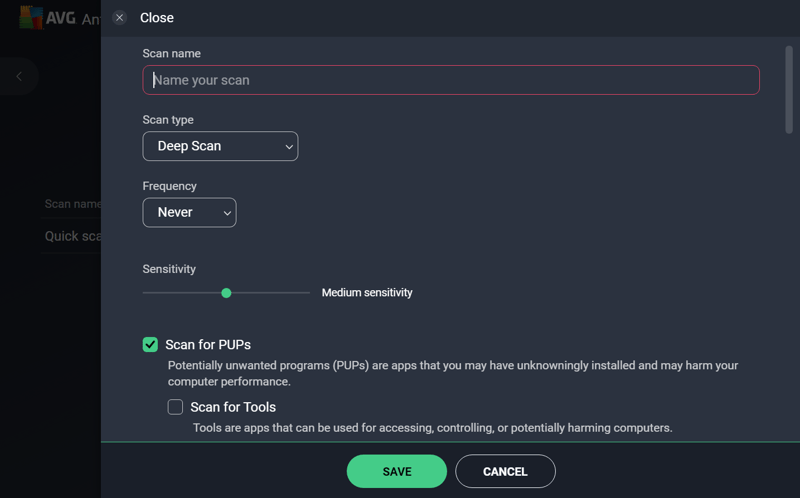 AVG
Close
Scan name
Name your scan
Scan type
Deep Scan
Frequency
Never
Scan name
Quick
Sensitivity
Medium sensitivity
Scan for PUPs
Potentially unwanted programs (PUPs) are apps that you may have unknowningly installed and may harm your
computer performance.
Scan for Tools
Tools are apps that can be used for accessing, controlling, or potentially harming computers.
SAVE
CANCEL